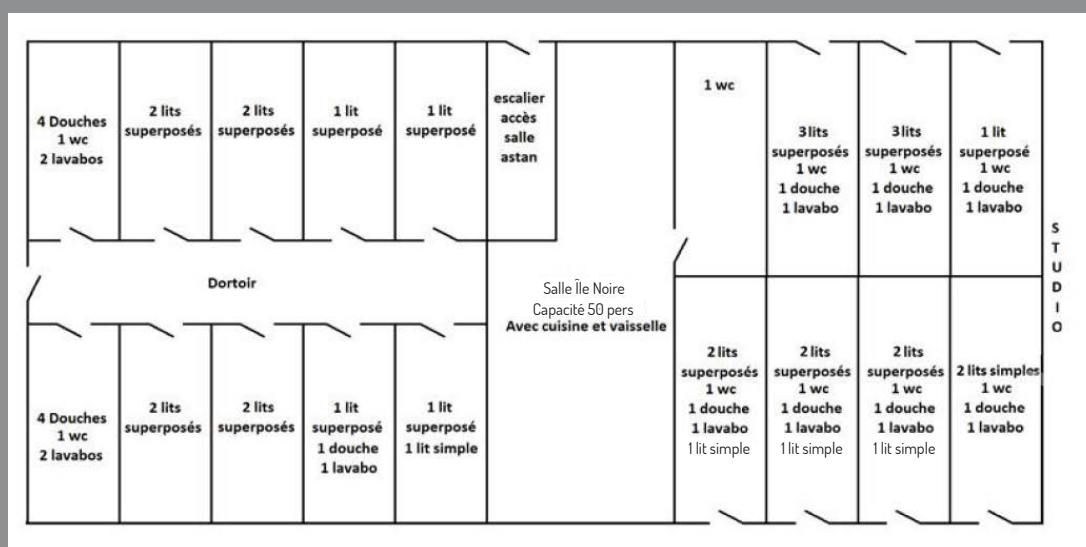 4 Douches
1 wc
2 lavabos
2 lits
superposés
2 lits
superposés
1 lit
superposé
1 lit
superposé
escalier
accès
salle
astan
1 wc
3 lits
superposés
1 wc
1 douche
1 lavabo
3 lits
superposés
1 wc
1 douche
1 lavabo
1 lit
superposé
1 wc
1 douche
1 lavabo
STUDIO
Dortoir
Salle Île Noire
Capacité 50 pers
Avec cuisine et vaisselle
4 Douches
1 wc
2 lavabos
2 lits
superposés
2 lits
superposés
1 lit
superposé
1 douche
1 lavabo
1 lit
superposé
1 lit simple
2 lits
superposés
1 wc
1 douche
1 lavabo
1 lit simple
2 lits
superposés
1 wc
1 douche
1 lavabo
1 lit simple
2 lits
superposés
1 wc
1 douche
1 lavabo
1 lit simple
2 lits simples
1 wc
1 douche
1 lavabo